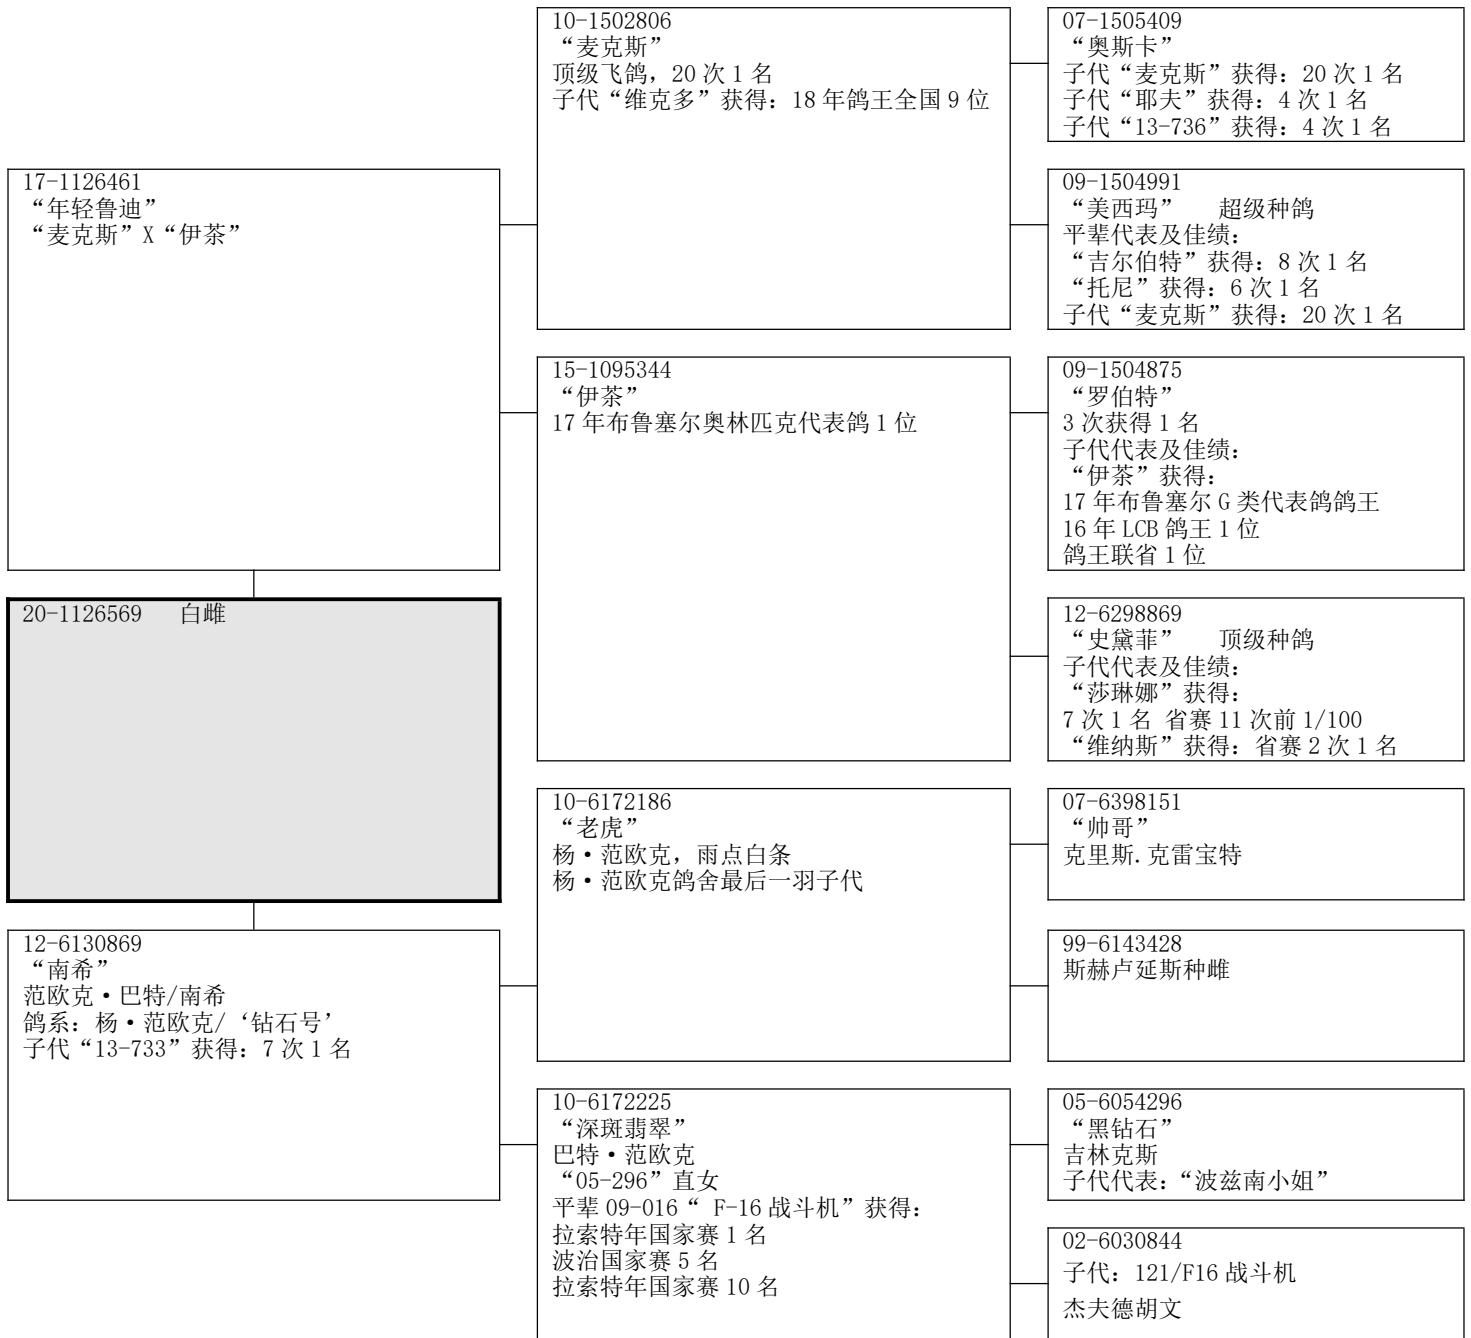 17-1126461
“年轻鲁迪”
“麦克斯”X“伊茶”
20-1126569 白雌
12-6130869
“南希”
范欧克•巴特/南希
鸽系：杨•范欧克/‘钻石号’
子代“13-733”获得：7 次 1 名
10-1502806
“麦克斯”
顶级飞鸽，20 次 1 名
子代“维克多”获得：18 年鸽王全国 9 位
15-1095344
“伊茶”
17 年布鲁塞尔奥林匹克代表鸽 1 位
10-6172186
“老虎”
杨•范欧克，雨点白条
杨•范欧克鸽舍最后一羽子代
10-6172225
“深斑翡翠”
巴特•范欧克
“05-296”直女
平辈 09-016“ F-16 战斗机”获得：
拉索特年国家赛 1 名
波治国家赛 5 名
拉索特年国家赛 10 名
07-1505409
“奥斯卡”
子代“麦克斯”获得：20 次 1 名
子代“耶夫”获得：4 次 1 名
子代“13-736”获得：4 次 1 名
09-1504991
“美西玛” 超级种鸽
平辈代表及佳绩：
“吉尔伯特”获得：8 次 1 名
“托尼”获得：6 次 1 名
子代“麦克斯”获得：20 次 1 名
09-1504875
“罗伯特”
3 次获得 1 名
子代代表及佳绩：
“伊茶”获得：
17 年布鲁塞尔 G 类代表鸽鸽王
16 年 LCB 鸽王 1 位
鸽王联省 1 位
12-6298869
“史黛菲” 顶级种鸽
子代代表及佳绩：
“莎琳娜”获得：
7 次 1 名 省赛 11 次前 1/100
“维纳斯”获得：省赛 2 次 1 名
07-6398151
“帅哥”
克里斯.克雷宝特
99-6143428
斯赫卢延斯种雌
05-6054296
“黑钻石”
吉林克斯
子代代表：“波兹南小姐”
02-6030844
子代：121/F16 战斗机
杰夫德胡文